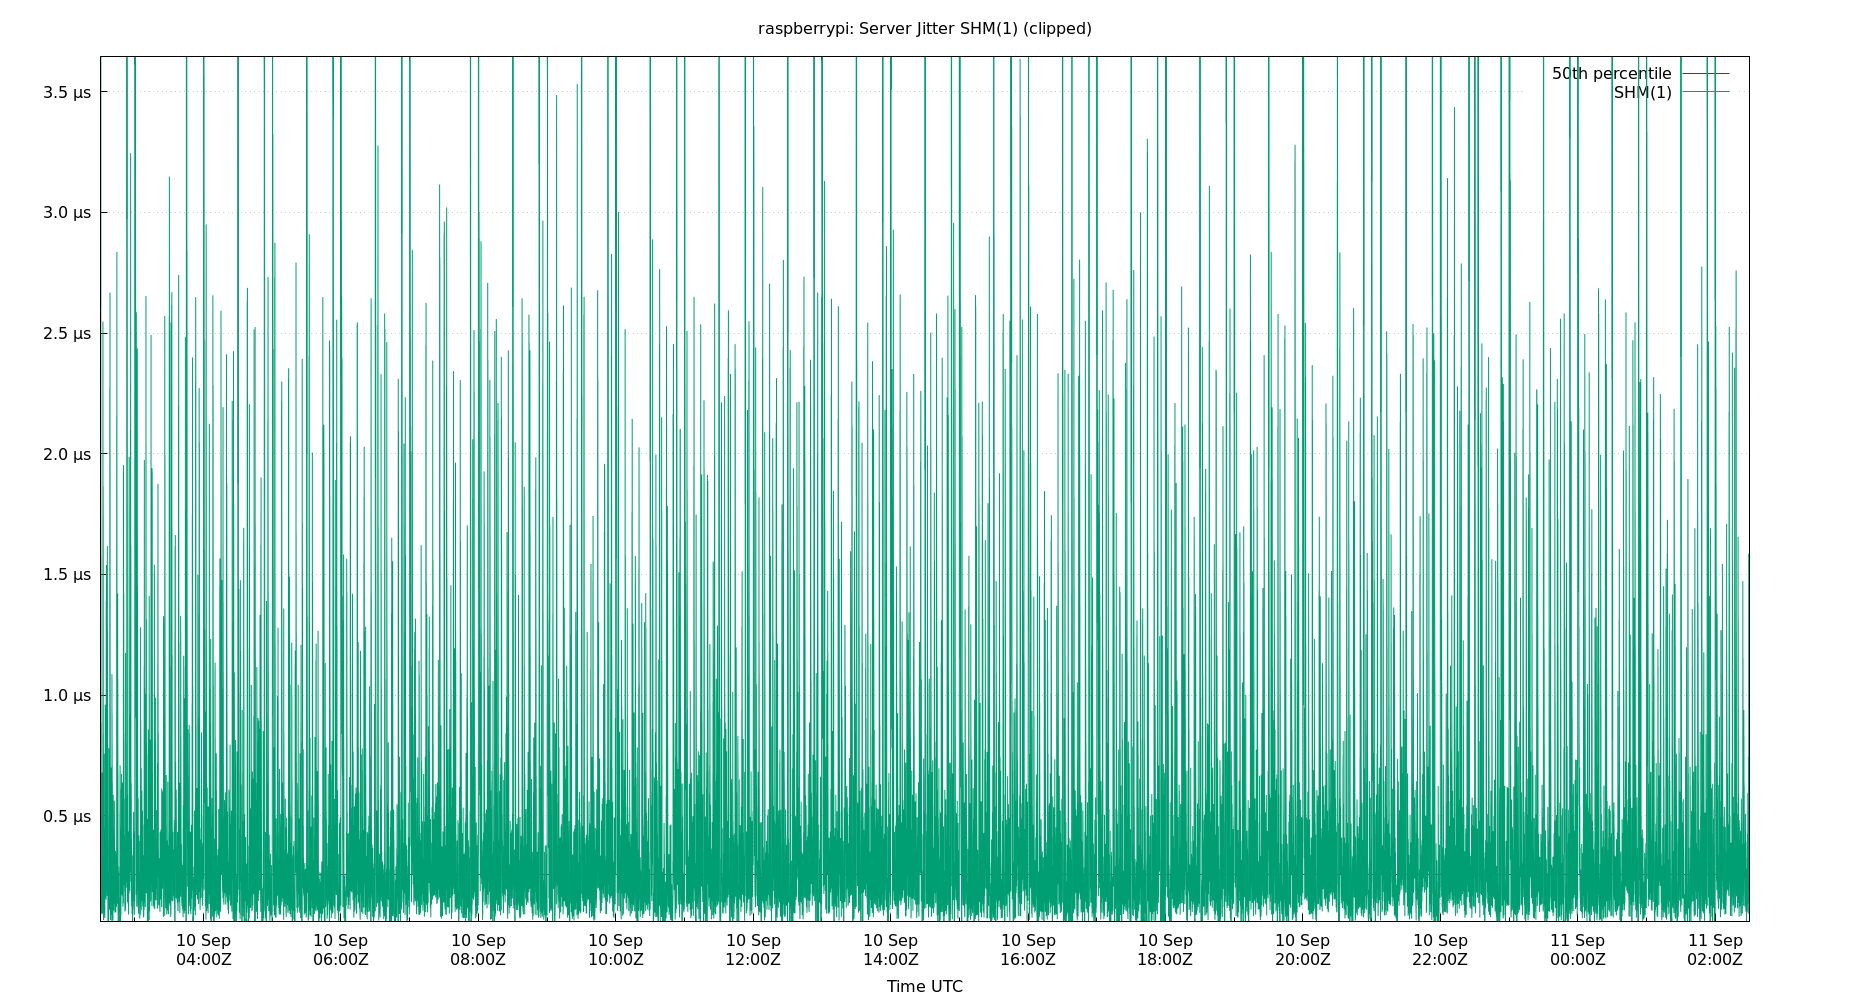 raspberrypi: Server Jitter SHM(1) (clipped)
50th percentile
SHM(1)
3.5 μs
3.0 μs
2.5 μs
2.0 μs
1.5 μs
1.0 μs
0.5 μs
10 Sep 10 Sep 10 Sep 10 Sep 10 Sep 10 Sep 10 Sep 10 Sep 10 Sep 10 Sep 11 Sep 11 Sep
04:00Z 06:00Z 08:00Z 10:00Z 12:00Z 14:00Z 16:00Z 18:00Z 20:00Z 22:00Z 00:00Z 02:00Z
Time UTC